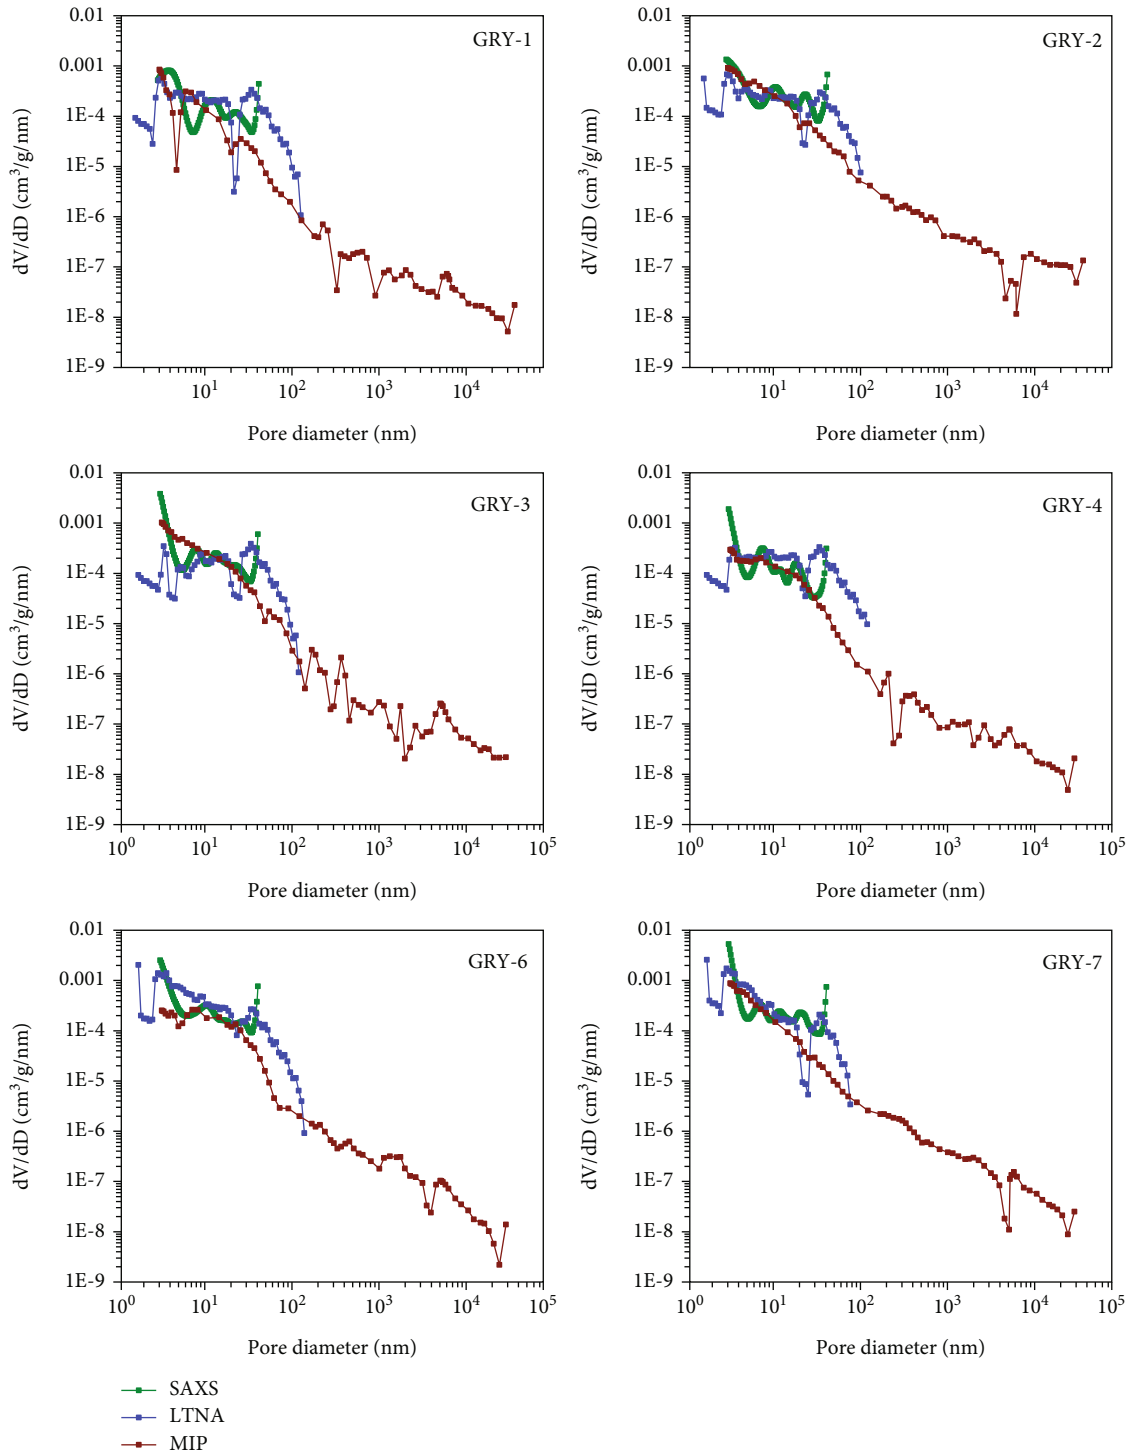 GRY-1
0.01
0.001
1E-4
1E-5
1E-6
1E-7
1E-8
1E-9
dV/dD (cm³/g/nm)
10¹ 10² 10³ 10⁴
Pore diameter (nm)
GRY-2
0.01
0.001
1E-4
1E-5
1E-6
1E-7
1E-8
1E-9
dV/dD (cm³/g/nm)
10¹ 10² 10³ 10⁴
Pore diameter (nm)
GRY-3
0.01
0.001
1E-4
1E-5
1E-6
1E-7
1E-8
1E-9
dV/dD (cm³/g/nm)
10⁰ 10¹ 10² 10³ 10⁴ 10⁵
Pore diameter (nm)
GRY-4
0.01
0.001
1E-4
1E-5
1E-6
1E-7
1E-8
1E-9
dV/dD (cm³/g/nm)
10⁰ 10¹ 10² 10³ 10⁴ 10⁵
Pore diameter (nm)
GRY-6
0.01
0.001
1E-4
1E-5
1E-6
1E-7
1E-8
1E-9
dV/dD (cm³/g/nm)
10⁰ 10¹ 10² 10³ 10⁴ 10⁵
Pore diameter (nm)
GRY-7
0.01
0.001
1E-4
1E-5
1E-6
1E-7
1E-8
1E-9
dV/dD (cm³/g/nm)
10⁰ 10¹ 10² 10³ 10⁴ 10⁵
Pore diameter (nm)
SAXS
LTNA
MIP